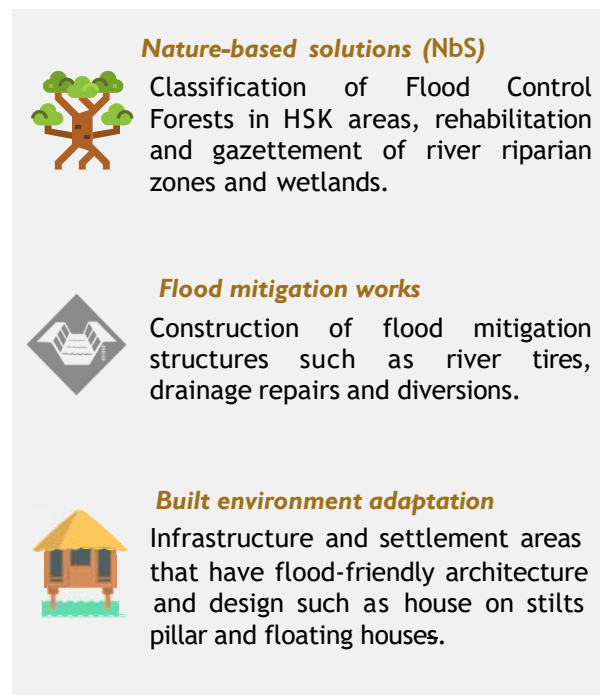 Nature-based solutions (NbS)
Classification of Flood Control
Forests in HSK areas, rehabilitation
and gazettement of river riparian
zones and wetlands.
Flood mitigation works
Construction of flood mitigation
structures such as river tires,
drainage repairs and diversions.
Built environment adaptation
Infrastructure and settlement areas
that have flood-friendly architecture
and design such as house on stilts
pillar and floating houses.